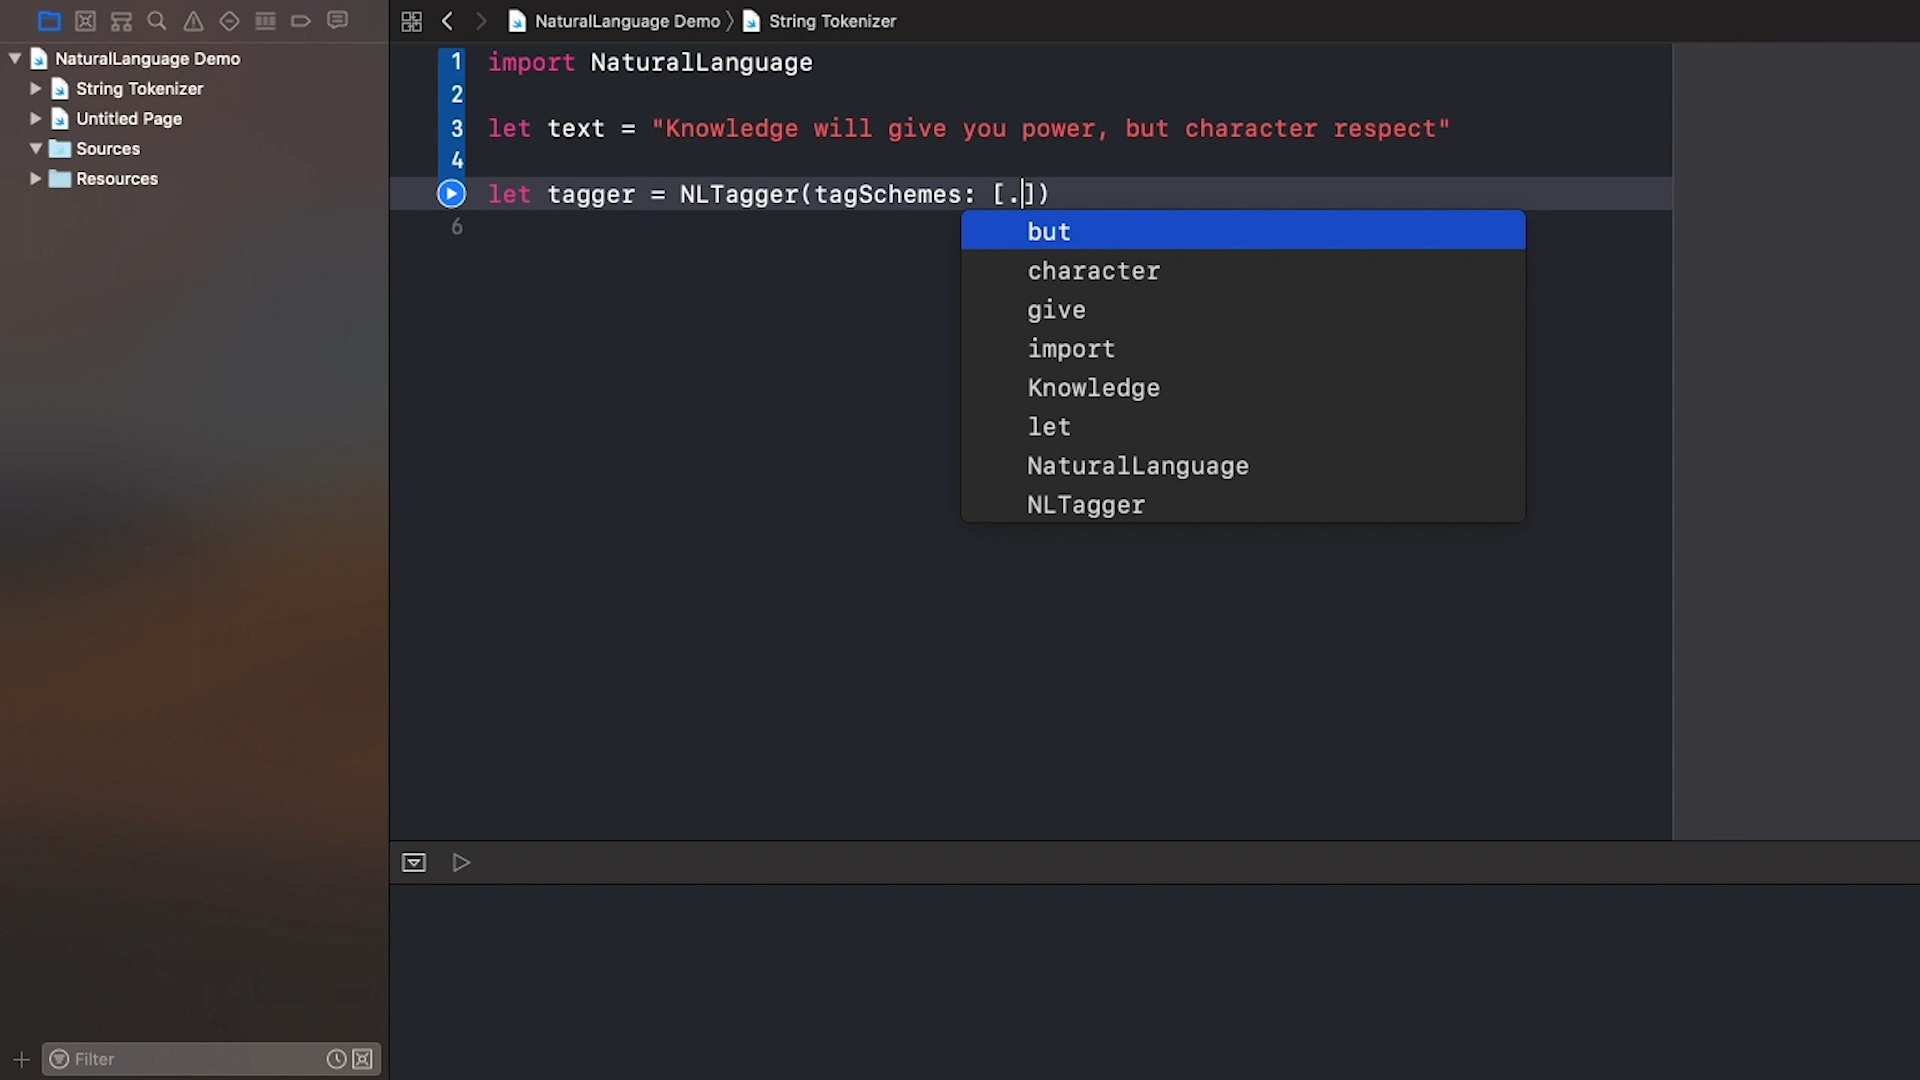 NaturalLanguage Demo
String Tokenizer
Untitled Page
Sources
Resources
Filter
NaturalLanguage Demo 〉 String Tokenizer
1 import NaturalLanguage
2
3 let text = "Knowledge will give you power, but character respect"
4
let tagger = NLTagger(tagSchemes: [.])
6
but
character
give
import
Knowledge
let
NaturalLanguage
NLTagger